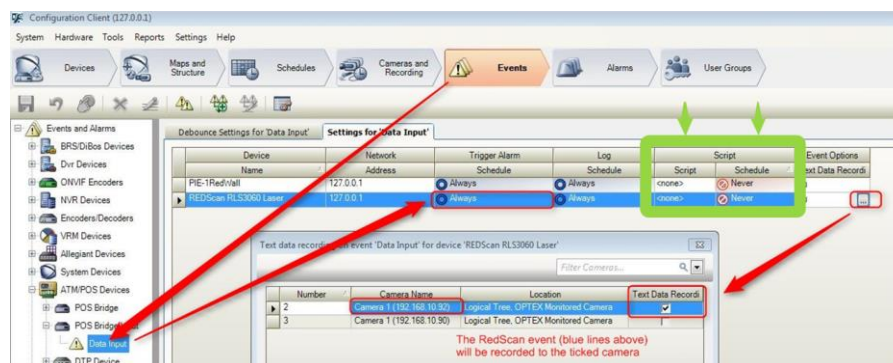 Configuration Client (127.0.0.1)
System Hardware Tools Reports Settings Help
Devices
Maps and Structure
Schedules
Cameras and Recording
Events
Alarms
User Groups
Events and Alarms
BRS/DiBos Devices
Dvr Devices
ONVIF Encoders
NVR Devices
Encoders/Decoders
VRM Devices
Allegiant Devices
System Devices
ATM/POS Devices
POS Bridge
POS Bridge
Data Input
DTP Device
Debounce Settings for 'Data Input' Settings for 'Data Input'
Device Network Trigger Alarm Log Script Event Options
Name Address Schedule Schedule Script Schedule ext Data Recordi
PIE-1RedWall 127.0.0.1 Always Always <none> Never
REDScan RLS3060 Laser 127.0.0.1 Always Always <none> Never ...
Text data recording on event 'Data Input' for device 'REDScan RLS3060 Laser'
Filter Cameras...
Number Camera Name Location Text Data Recordi
2 Camera 1 (192.168.10.92) Logical Tree, OPTEX Monitored Camera
3 Camera 1 (192.168.10.90) Logical Tree, OPTEX Monitored Camera
The RedScan event (blue lines above)
will be recorded to the ticked camera